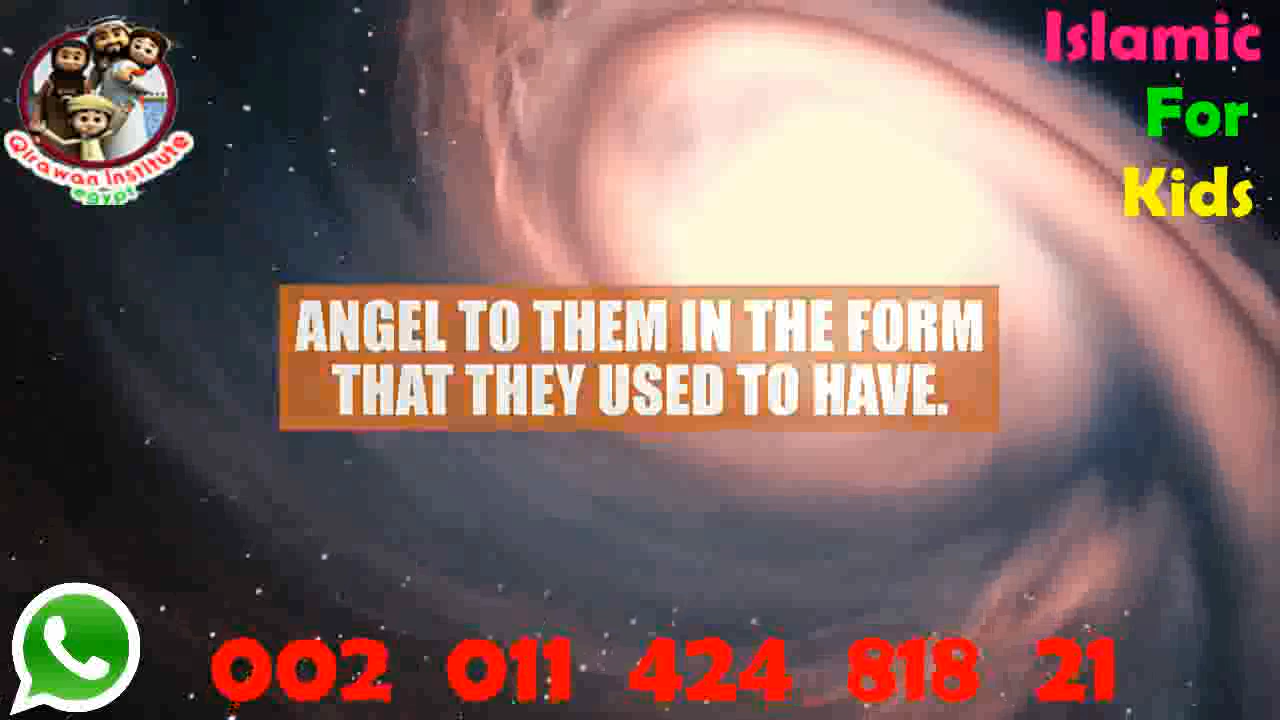 Islamic
For
Kids
Qirawan Institute
egypt
ANGEL TO THEM IN THE FORM
THAT THEY USED TO HAVE.
002 011 424 818 21